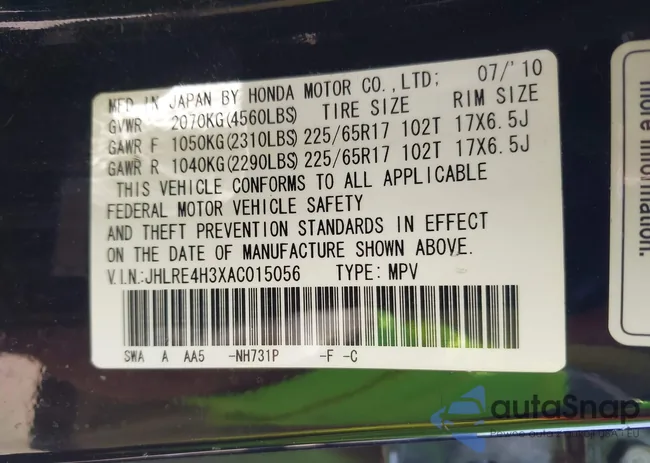 MFD IN JAPAN BY HONDA MOTOR CO.,LTD; 07/'10
GVWR 2070KG(4560LBS) TIRE SIZE RIM SIZE
GAWR F 1050KG(2310LBS) 225/65R17 102T 17X6.5J
GAWR R 1040KG(2290LBS) 225/65R17 102T 17X6.5J
THIS VEHICLE CONFORMS TO ALL APPLICABLE
FEDERAL MOTOR VEHICLE SAFETY
AND THEFT PREVENTION STANDARDS IN EFFECT
ON THE DATE OF MANUFACTURE SHOWN ABOVE.
V.I.N.:JHLRE4H3XAC015056 TYPE: MPV
SWA A AA5 -NH731P -F -C
more information.
autoSnap